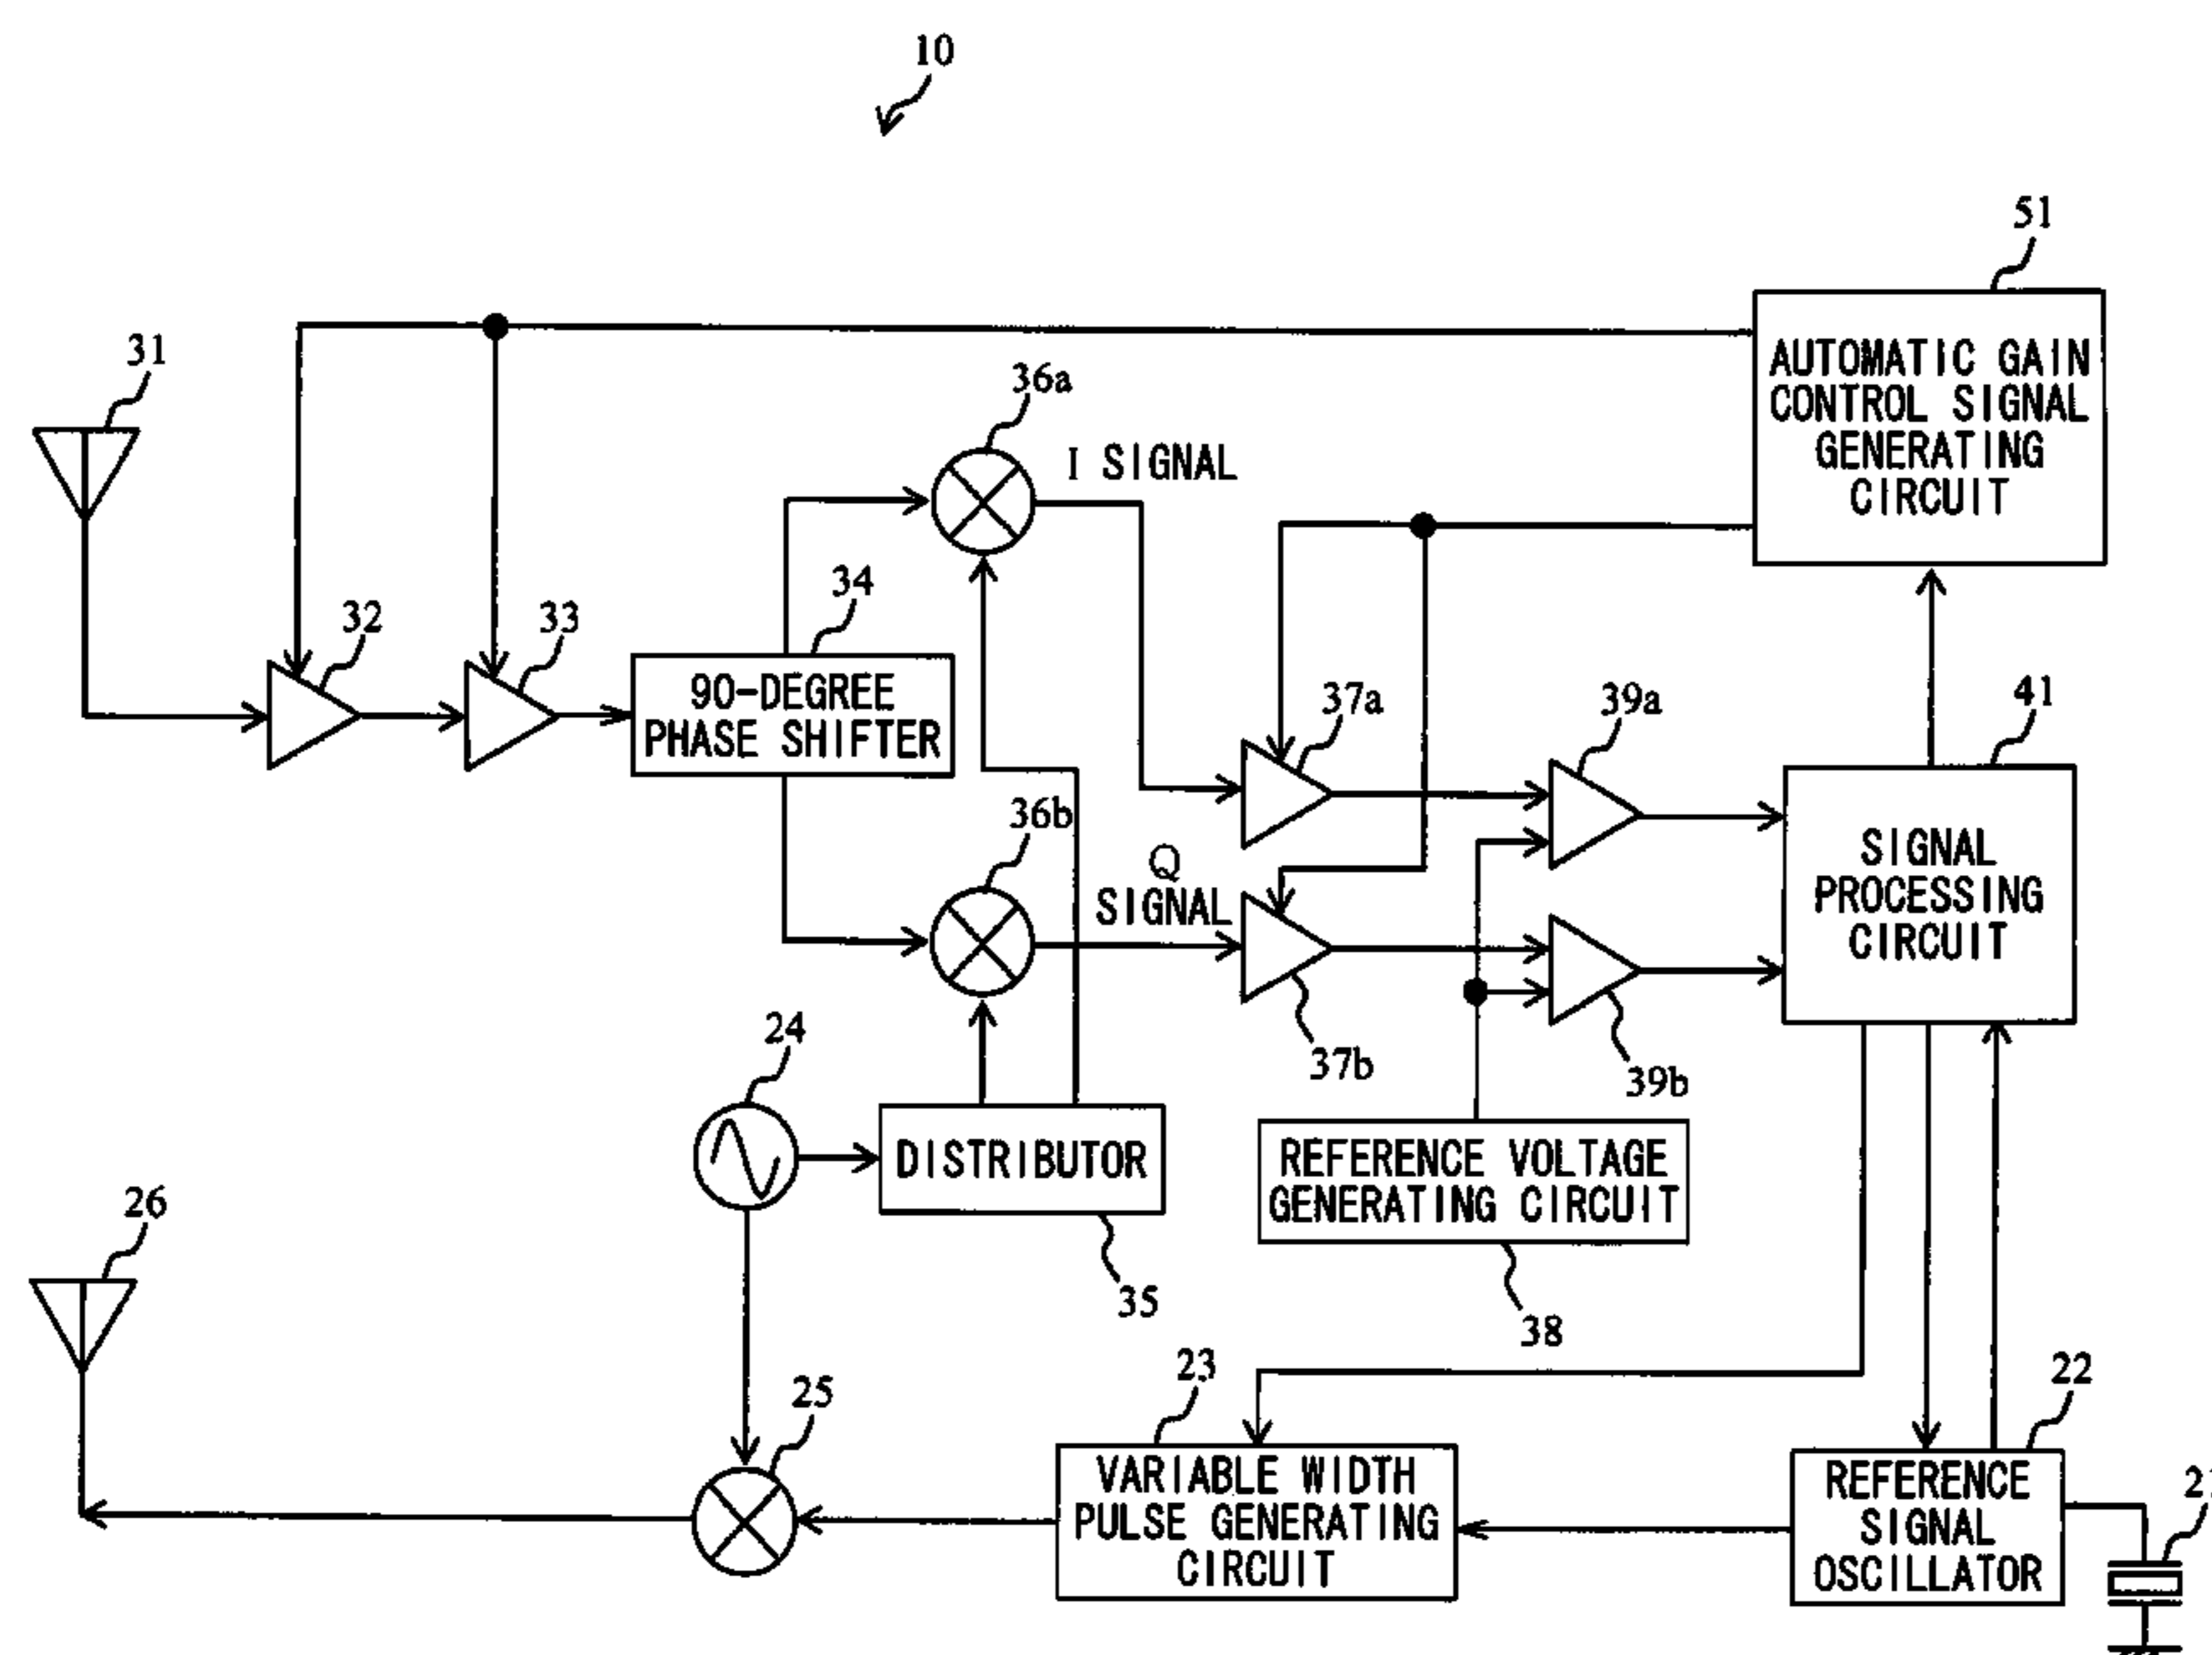 10
51
AUTOMATIC GAIN
CONTROL SIGNAL
GENERATING
CIRCUIT
31
36a
I SIGNAL
32
33
34
90-DEGREE
PHASE SHIFTER
37a
39a
41
SIGNAL
PROCESSING
CIRCUIT
36b
Q
SIGNAL
37b
39b
24
DISTRIBUTOR
35
REFERENCE VOLTAGE
GENERATING CIRCUIT
38
26
25
23
VARIABLE WIDTH
PULSE GENERATING
CIRCUIT
22
REFERENCE
SIGNAL
OSCILLATOR